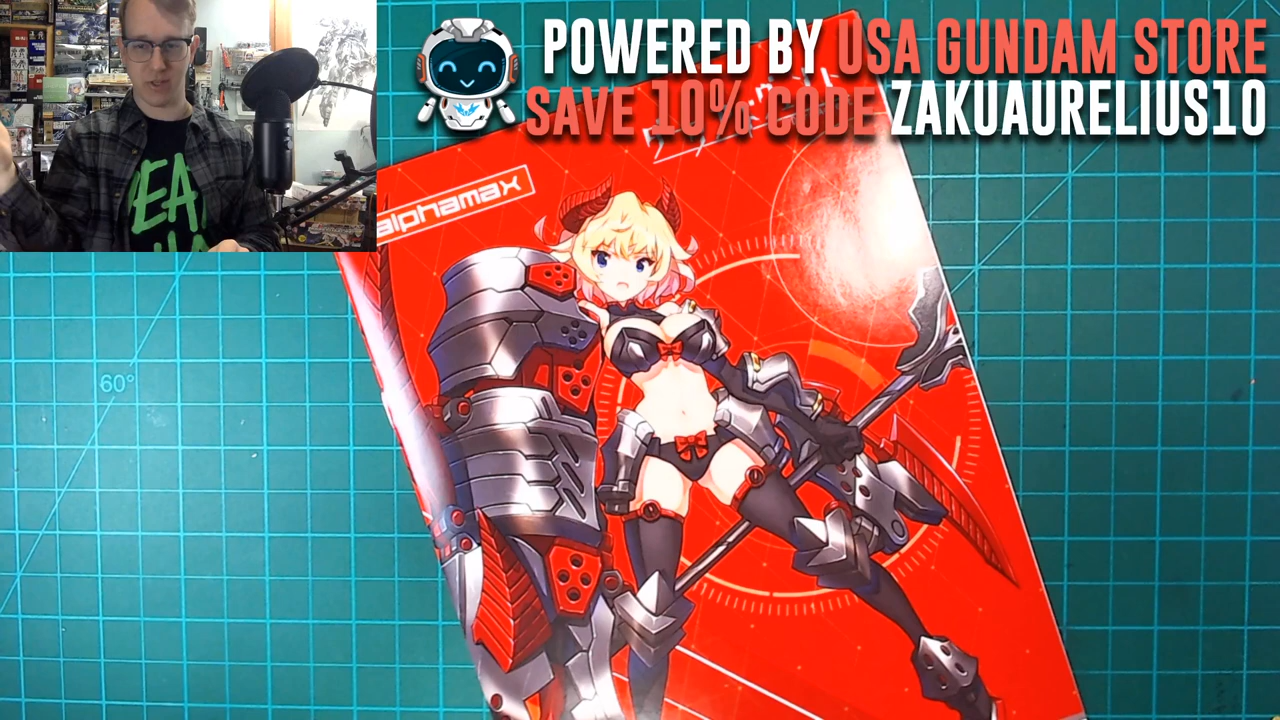 POWERED BY USA GUNDAM STORE
SAVE 10% CODE ZAKUAURELIUS10
alphamax
60°